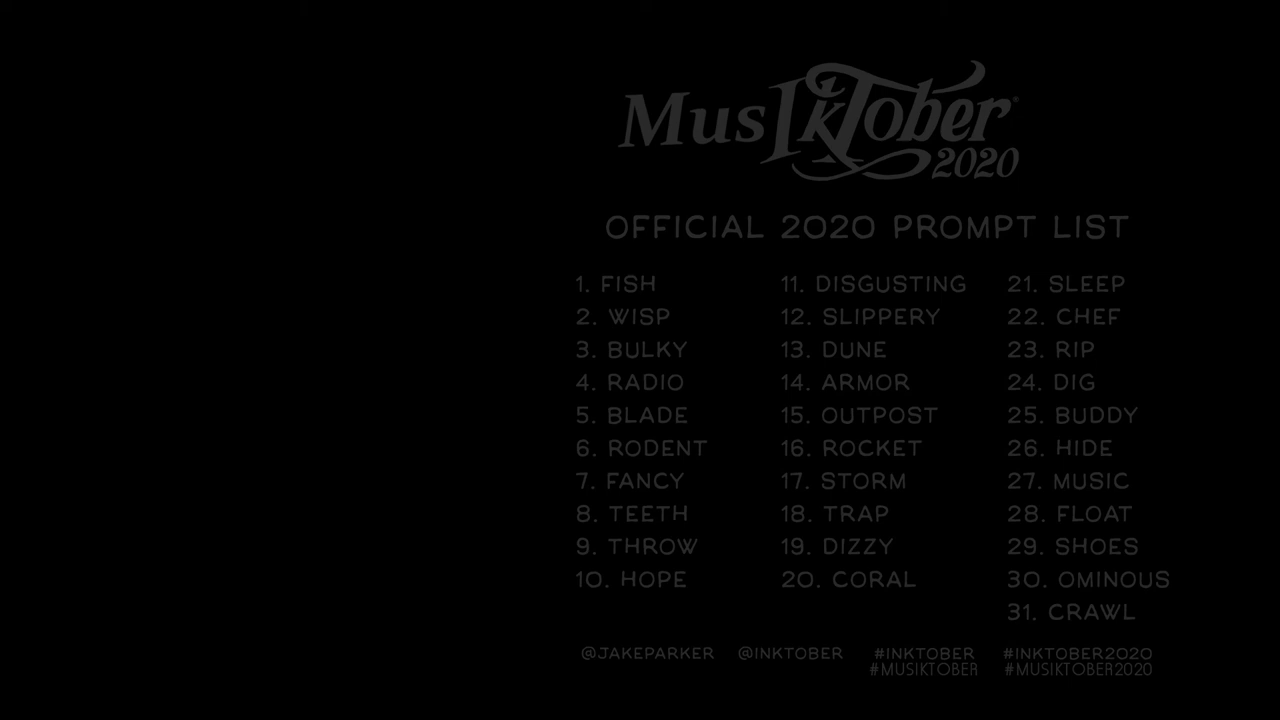 MusIkTober®
2020
OFFICIAL 2020 PROMPT LIST
1. FISH
2. WISP
3. BULKY
4. RADIO
5. BLADE
6. RODENT
7. FANCY
8. TEETH
9. THROW
10. HOPE
11. DISGUSTING
12. SLIPPERY
13. DUNE
14. ARMOR
15. OUTPOST
16. ROCKET
17. STORM
18. TRAP
19. DIZZY
20. CORAL
21. SLEEP
22. CHEF
23. RIP
24. DIG
25. BUDDY
26. HIDE
27. MUSIC
28. FLOAT
29. SHOES
30. OMINOUS
31. CRAWL
@JAKEPARKER @INKTOBER #INKTOBER #INKTOBER2020
#MUSIKTOBER #MUSIKTOBER2020